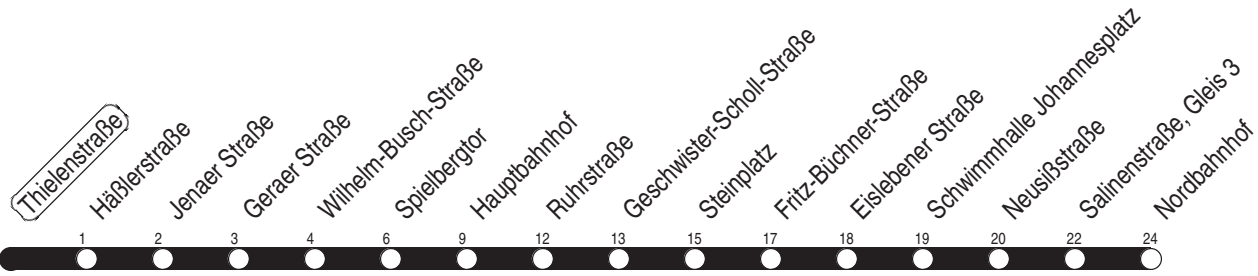 Thielenstraße
Häßlerstraße
Jenaer Straße
Geraer Straße
Wilhelm-Busch-Straße
Spielbergtor
Hauptbahnhof
Ruhrstraße
Geschwister-Scholl-Straße
Steinplatz
Fritz-Büchner-Straße
Eislebener Straße
Schwimmhalle Johannesplatz
Neusißstraße
Salinenstraße, Gleis 3
Nordbahnhof
1 2 3 4 6 9 12 13 15 17 18 19 20 22 24